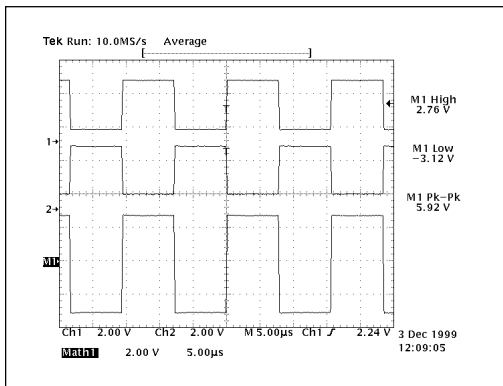 Tek Run: 10.0MS/s Average
[ ]
T
M1 High
2.76 V
1
T
M1 Low
-3.12 V
M1 Pk-Pk
5.92 V
2
M1
Ch1 2.00 V Ch2 2.00 V M 5.00µs Ch1 2.24 V
Math1 2.00 V 5.00µs
3 Dec 1999
12:09:05